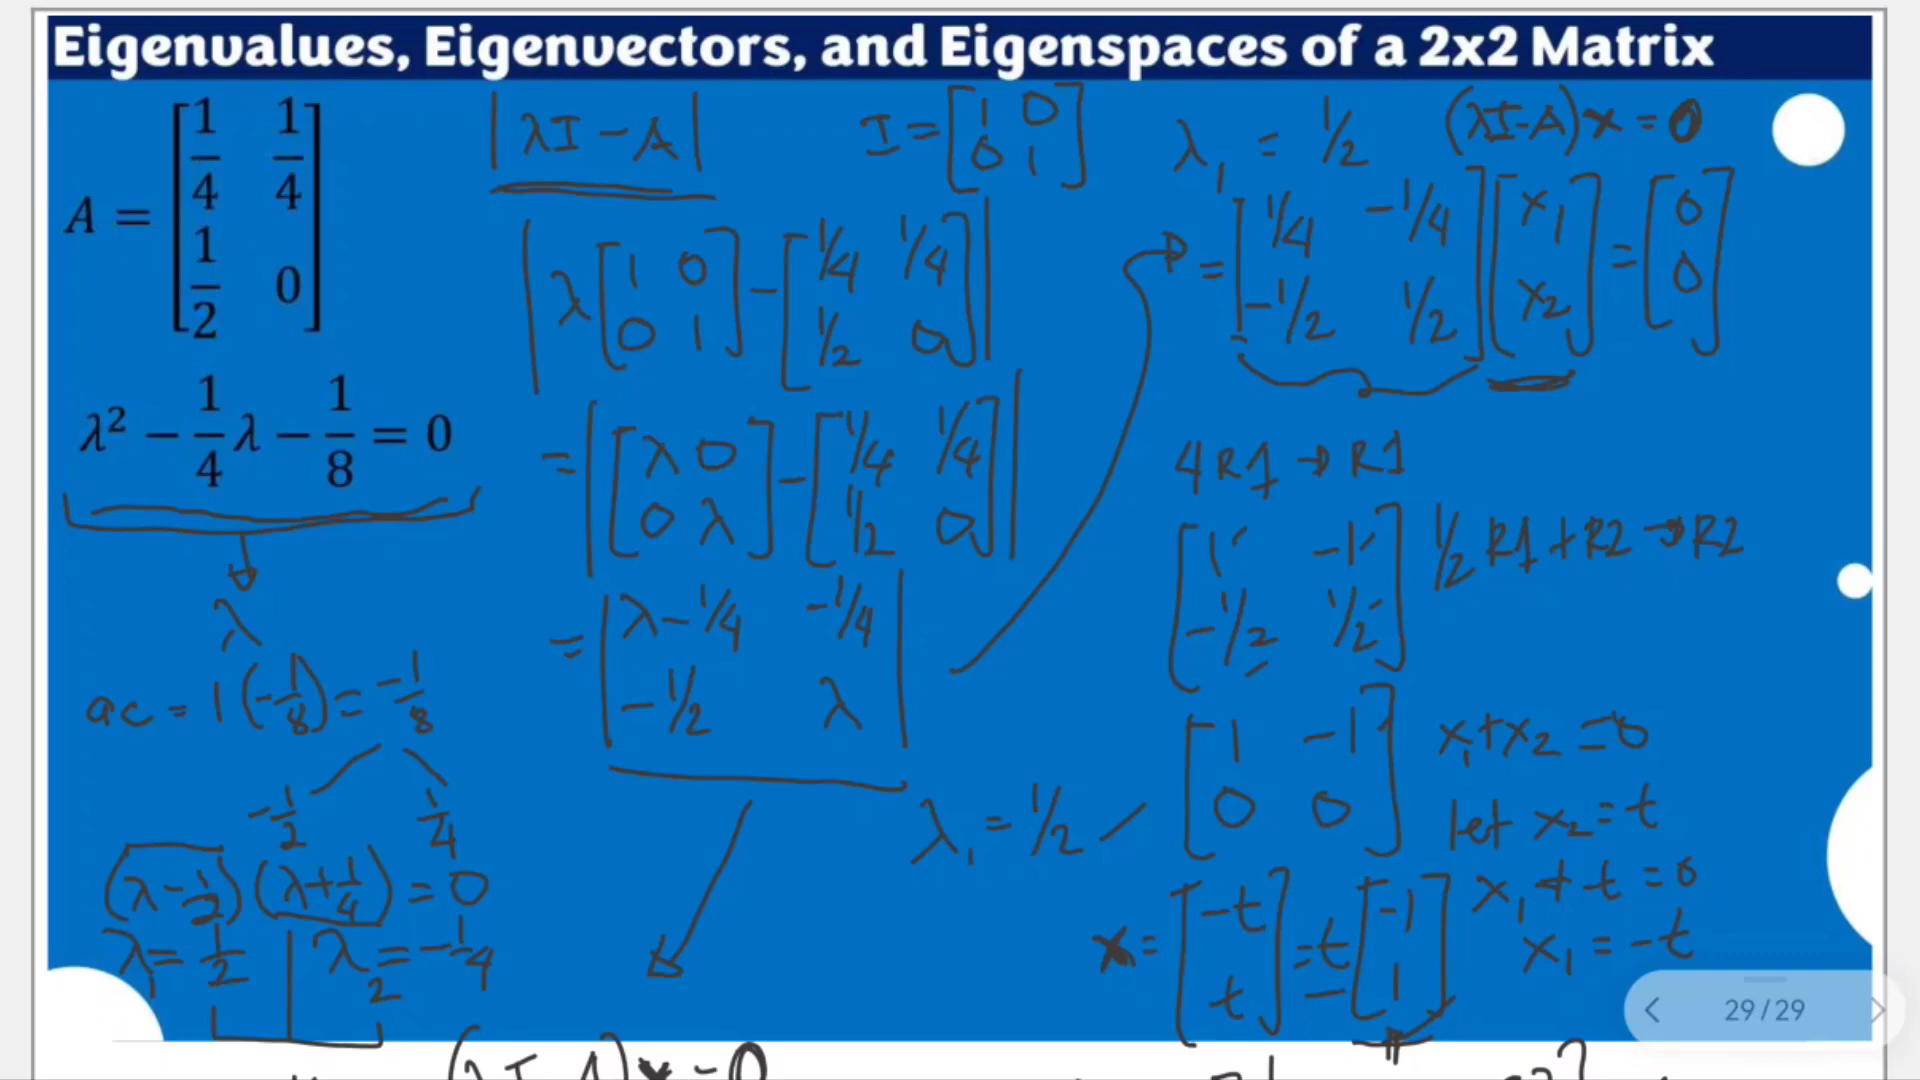 Eigenvalues, Eigenvectors, and Eigenspaces of a 2x2 Matrix
A = [1/4 1/4
1/2 0]
λ² − 1/4 λ − 1/8 = 0
λ
ac = 1(-1/8) = -1/8
-1/2 1/4
(λ-1/2)(λ+1/4) = 0
λ₁ = 1/2 | λ₂ = -1/4
|λI - A| I = [1 0
0 1]
|λ[1 0
0 1] - [1/4 1/4
1/2 0]|
= |[λ 0
0 λ] - [1/4 1/4
1/2 0]|
= |λ-1/4 -1/4
-1/2 λ|
λ₁ = 1/2
(λI-A)x = 0
λ₁ = 1/2 (λI-A)x = 0
= [1/4 -1/4
-1/2 1/2] [x₁
x₂] = [0
0]
4R1 → R1
[1 -1
-1/2 1/2] 1/2 R1 + R2 → R2
[1 -1
0 0]
x₁+x₂ = 0
let x₂ = t
x₁ + t = 0
x₁ = -t
x = [-t
t] = t[-1
1]
29/29